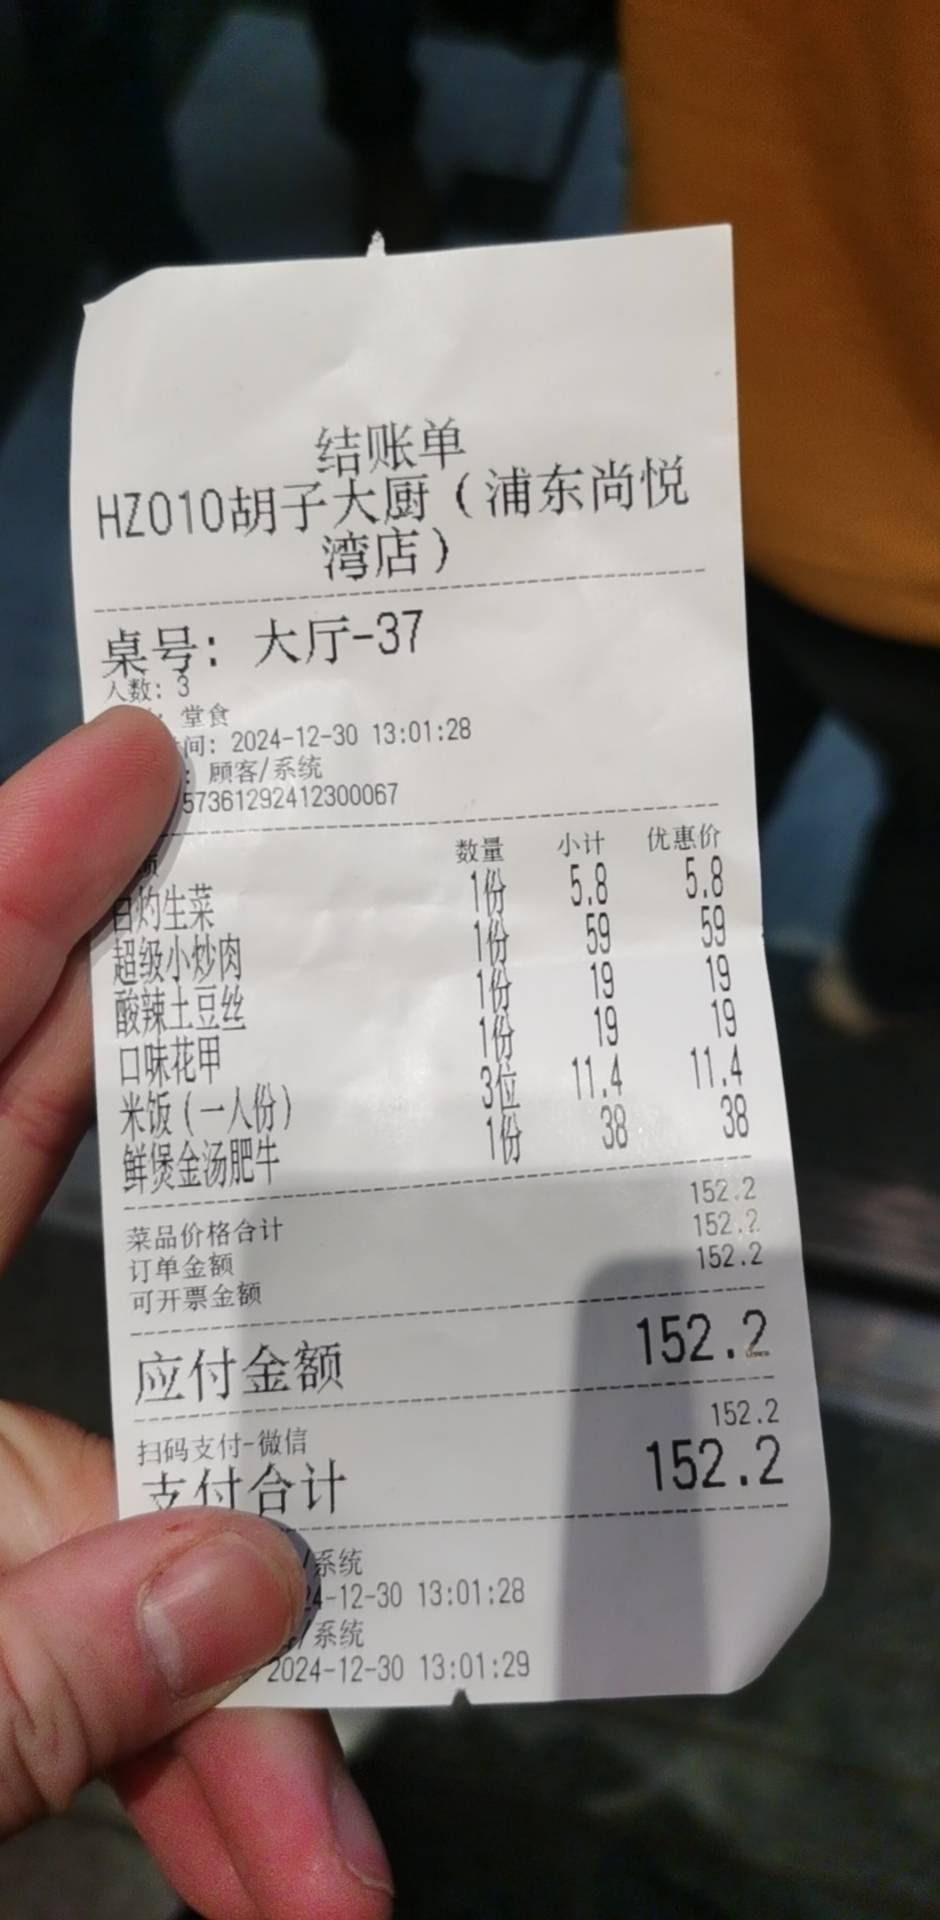 结账单
HZ010胡子大厨（浦东尚悦
湾店）
桌号：大厅-37
人数：3
：堂食
间：2024-12-30 13:01:28
：顾客/系统
57361292412300067
数量 小计 优惠价
白灼生菜 1份 5.8 5.8
超级小炒肉 1份 59 59
酸辣土豆丝 1份 19 19
口味花甲 1份 19 19
米饭（一人份） 3位 11.4 11.4
鲜煲金汤肥牛 1份 38 38
菜品价格合计 152.2
订单金额 152.2
可开票金额 152.2
应付金额 152.2
扫码支付-微信 152.2
支付合计 152.2
/系统
24-12-30 13:01:28
/系统
2024-12-30 13:01:29